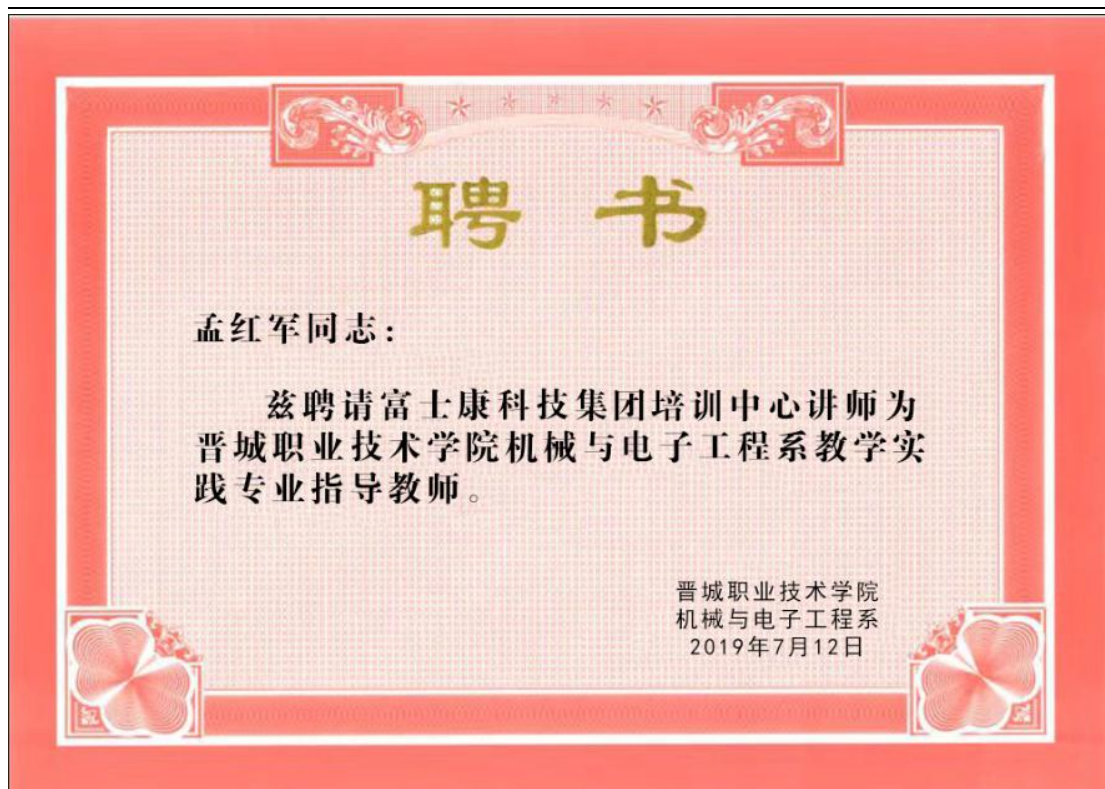 聘 书
孟红军同志:
兹聘请富士康科技集团培训中心讲师为
晋城职业技术学院机械与电子工程系教学实
践专业指导教师。
晋城职业技术学院
机械与电子工程系
2019年7月12日